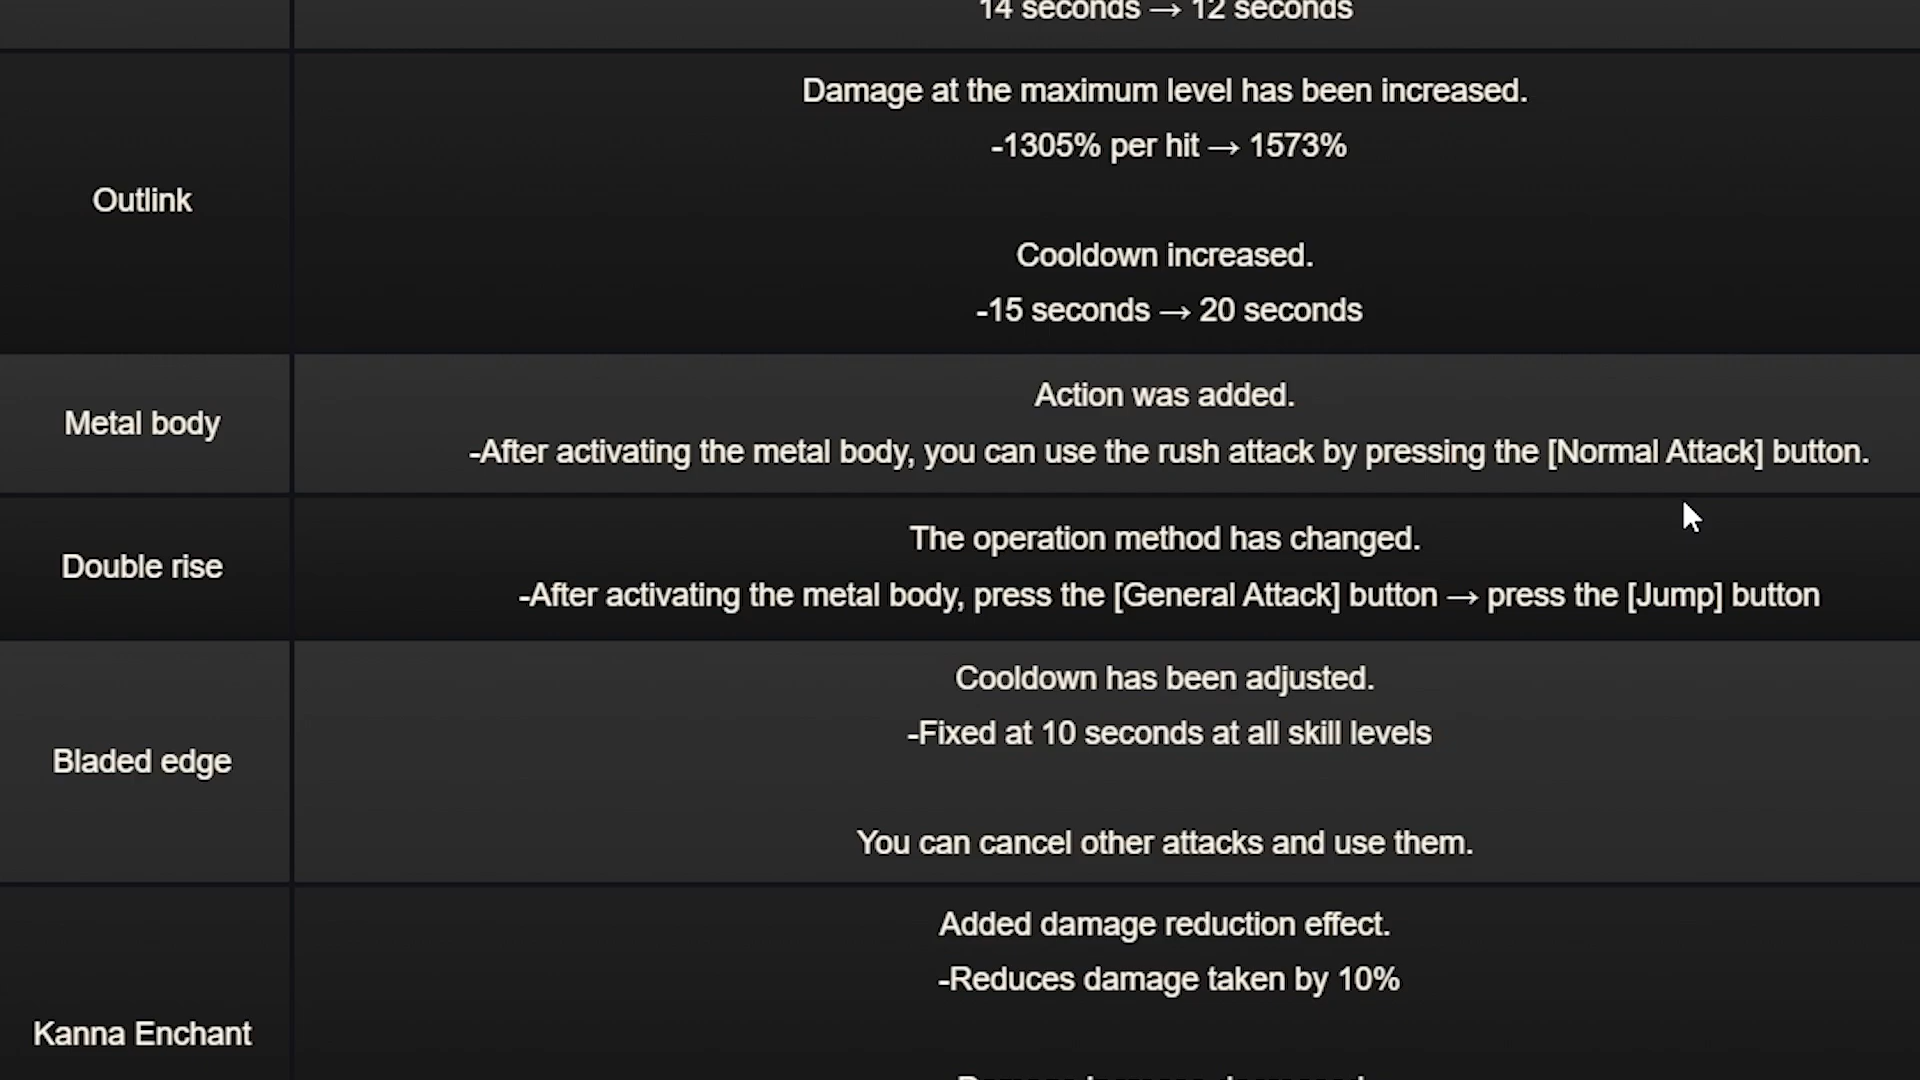 14 seconds → 12 seconds
Outlink
Damage at the maximum level has been increased.
-1305% per hit → 1573%
Cooldown increased.
-15 seconds → 20 seconds
Metal body
Action was added.
-After activating the metal body, you can use the rush attack by pressing the [Normal Attack] button.
Double rise
The operation method has changed.
-After activating the metal body, press the [General Attack] button → press the [Jump] button
Bladed edge
Cooldown has been adjusted.
-Fixed at 10 seconds at all skill levels
You can cancel other attacks and use them.
Kanna Enchant
Added damage reduction effect.
-Reduces damage taken by 10%